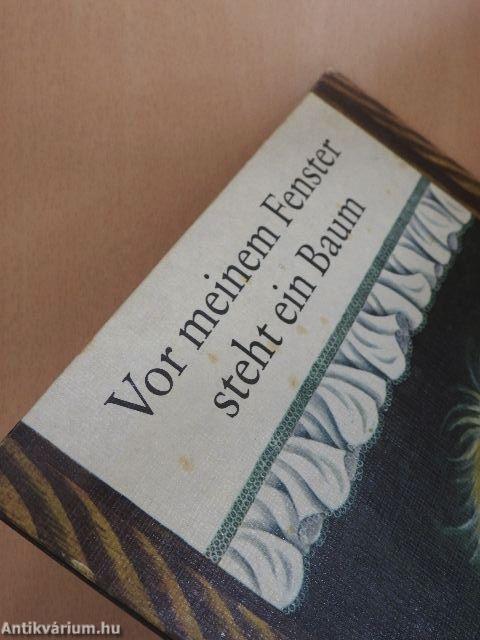 Vor meinem Fenster
steht ein Baum
Antikvárium.hu